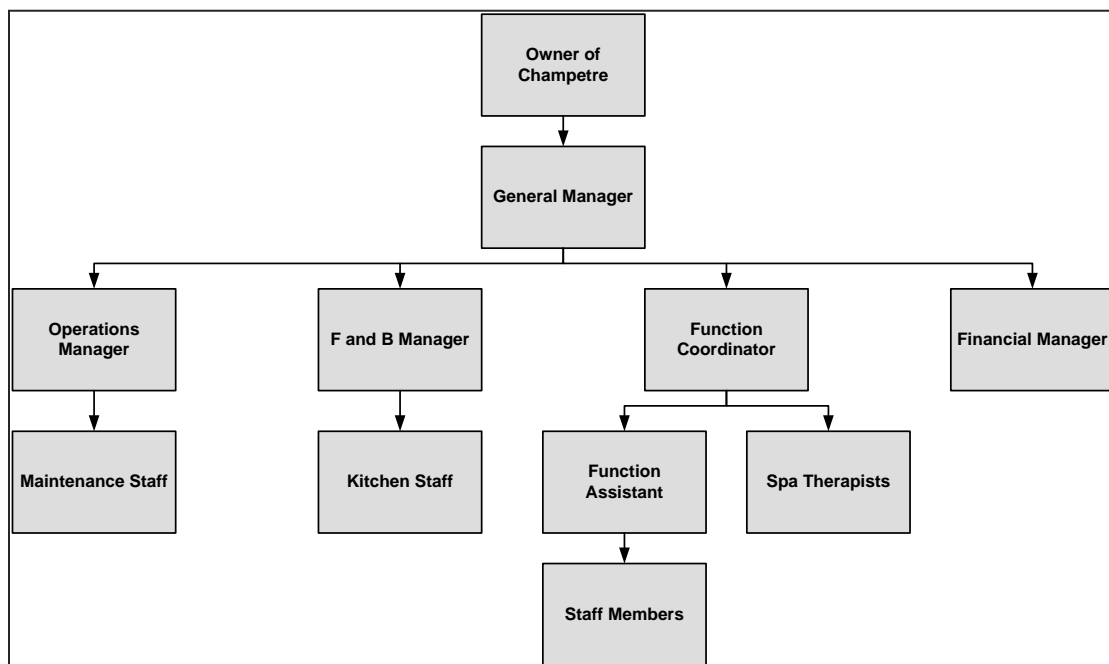 Owner of
Champetre
General Manager
Operations
Manager
F and B Manager
Function
Coordinator
Financial Manager
Maintenance Staff
Kitchen Staff
Function
Assistant
Spa Therapists
Staff Members